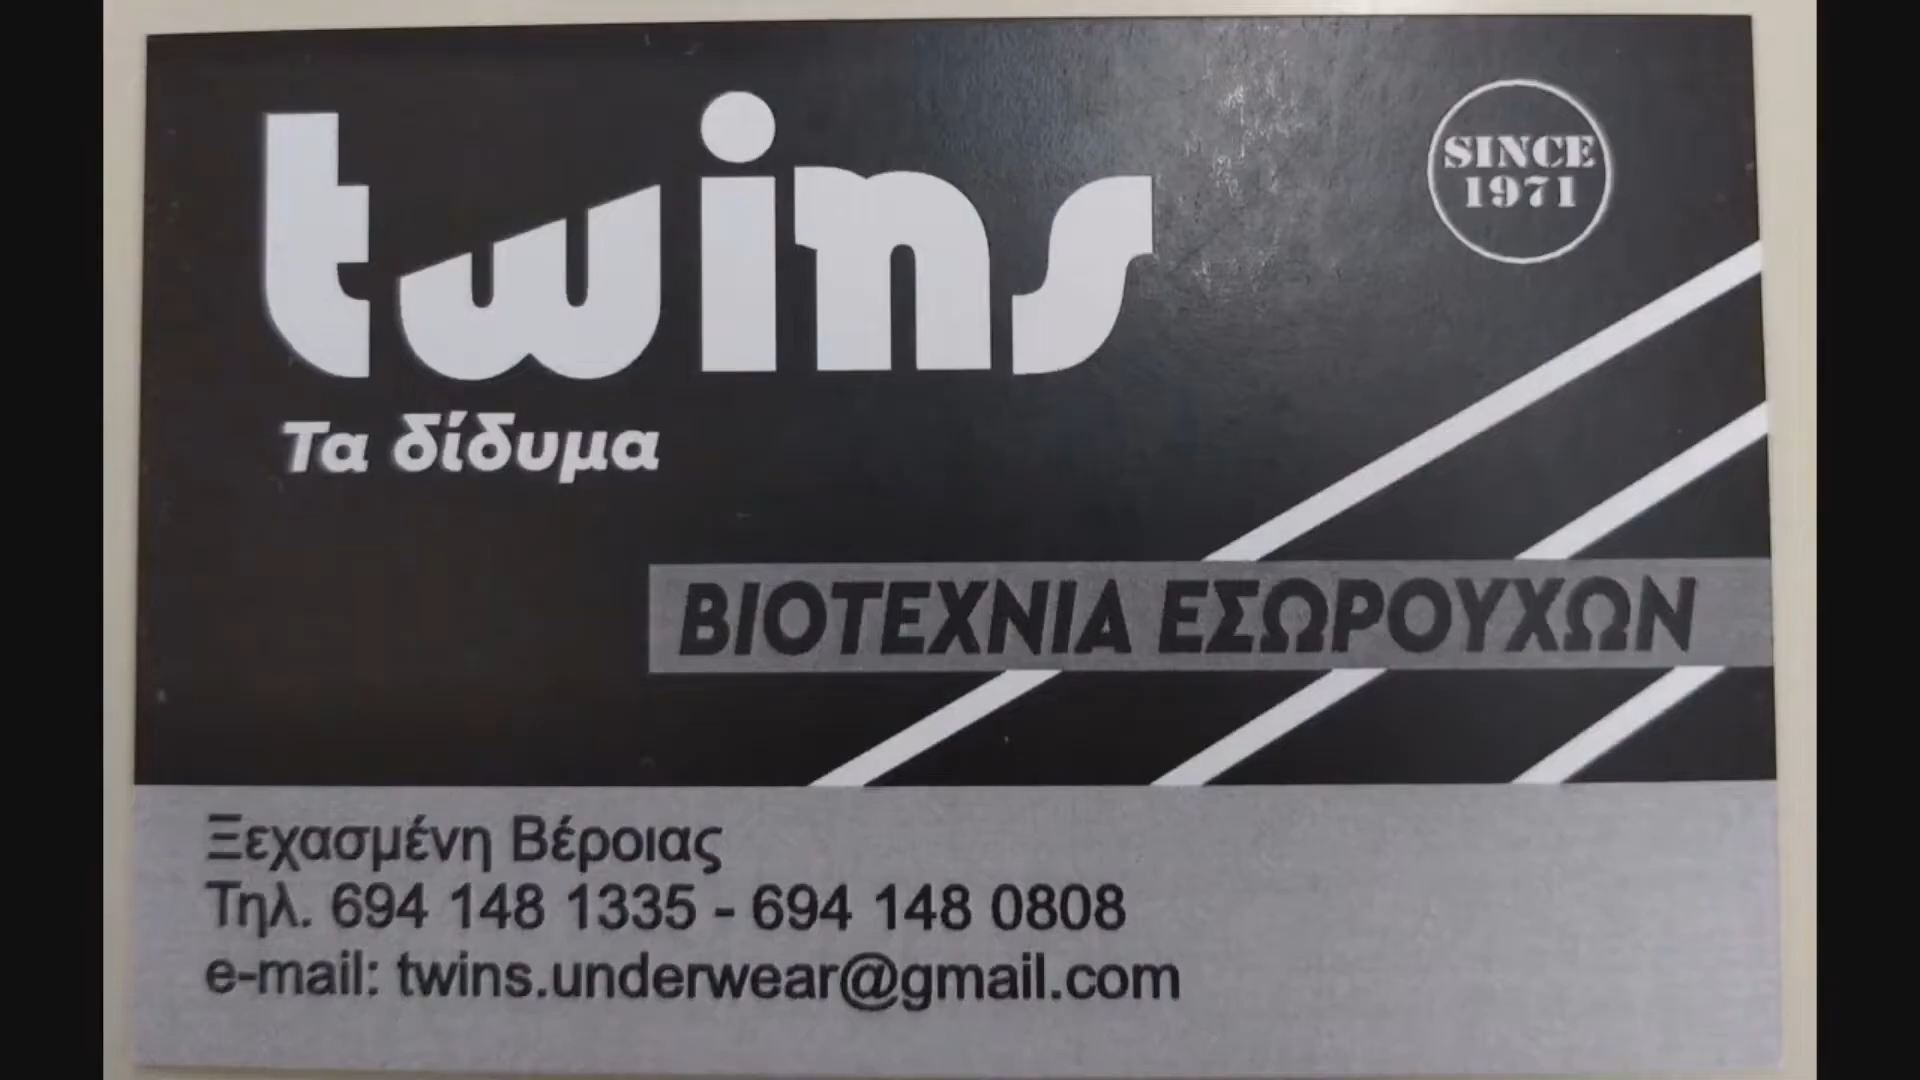 twins
SINCE
1971
Τα δίδυμα
ΒΙΟΤΕΧΝΙΑ ΕΣΩΡΟΥΧΩΝ
Ξεχασμένη Βέροιας
Τηλ. 694 148 1335 - 694 148 0808
e-mail: twins.underwear@gmail.com